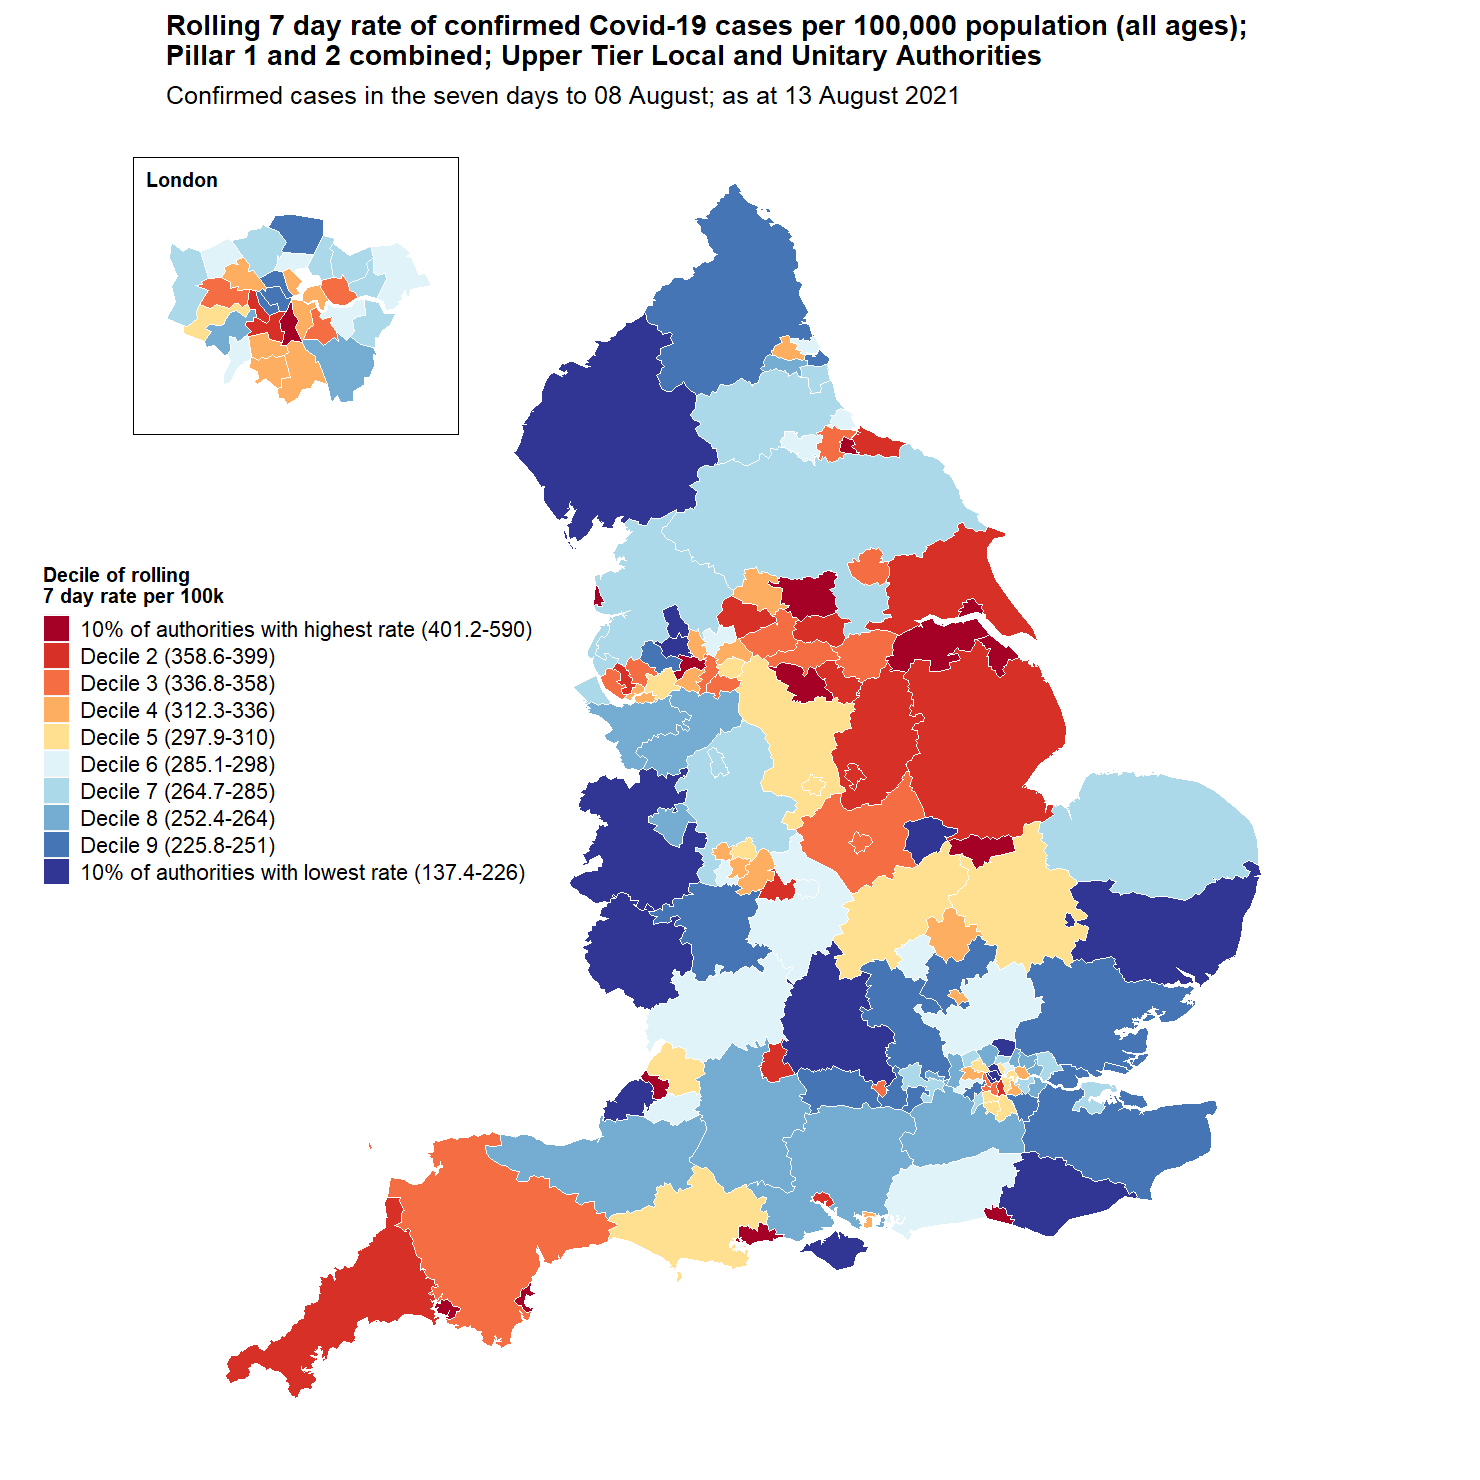 Rolling 7 day rate of confirmed Covid-19 cases per 100,000 population (all ages);
Pillar 1 and 2 combined; Upper Tier Local and Unitary Authorities
Confirmed cases in the seven days to 08 August; as at 13 August 2021
London
Decile of rolling
7 day rate per 100k
10% of authorities with highest rate (401.2-590)
Decile 2 (358.6-399)
Decile 3 (336.8-358)
Decile 4 (312.3-336)
Decile 5 (297.9-310)
Decile 6 (285.1-298)
Decile 7 (264.7-285)
Decile 8 (252.4-264)
Decile 9 (225.8-251)
10% of authorities with lowest rate (137.4-226)